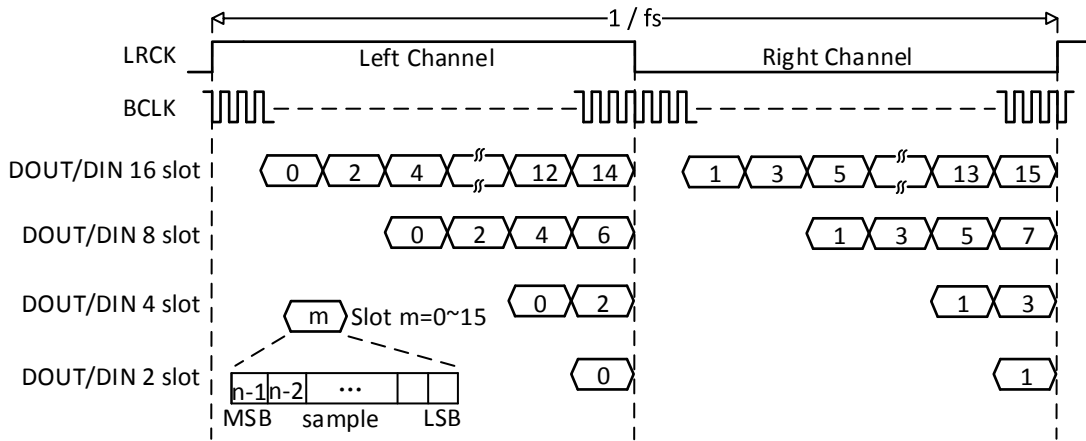 1 / fs
LRCK Left Channel Right Channel
BCLK
DOUT/DIN 16 slot 0 2 4 12 14 1 3 5 13 15
DOUT/DIN 8 slot 0 2 4 6 1 3 5 7
DOUT/DIN 4 slot 0 2 1 3
m Slot m=0~15
DOUT/DIN 2 slot 0 1
n-1 n-2 ···
MSB sample LSB